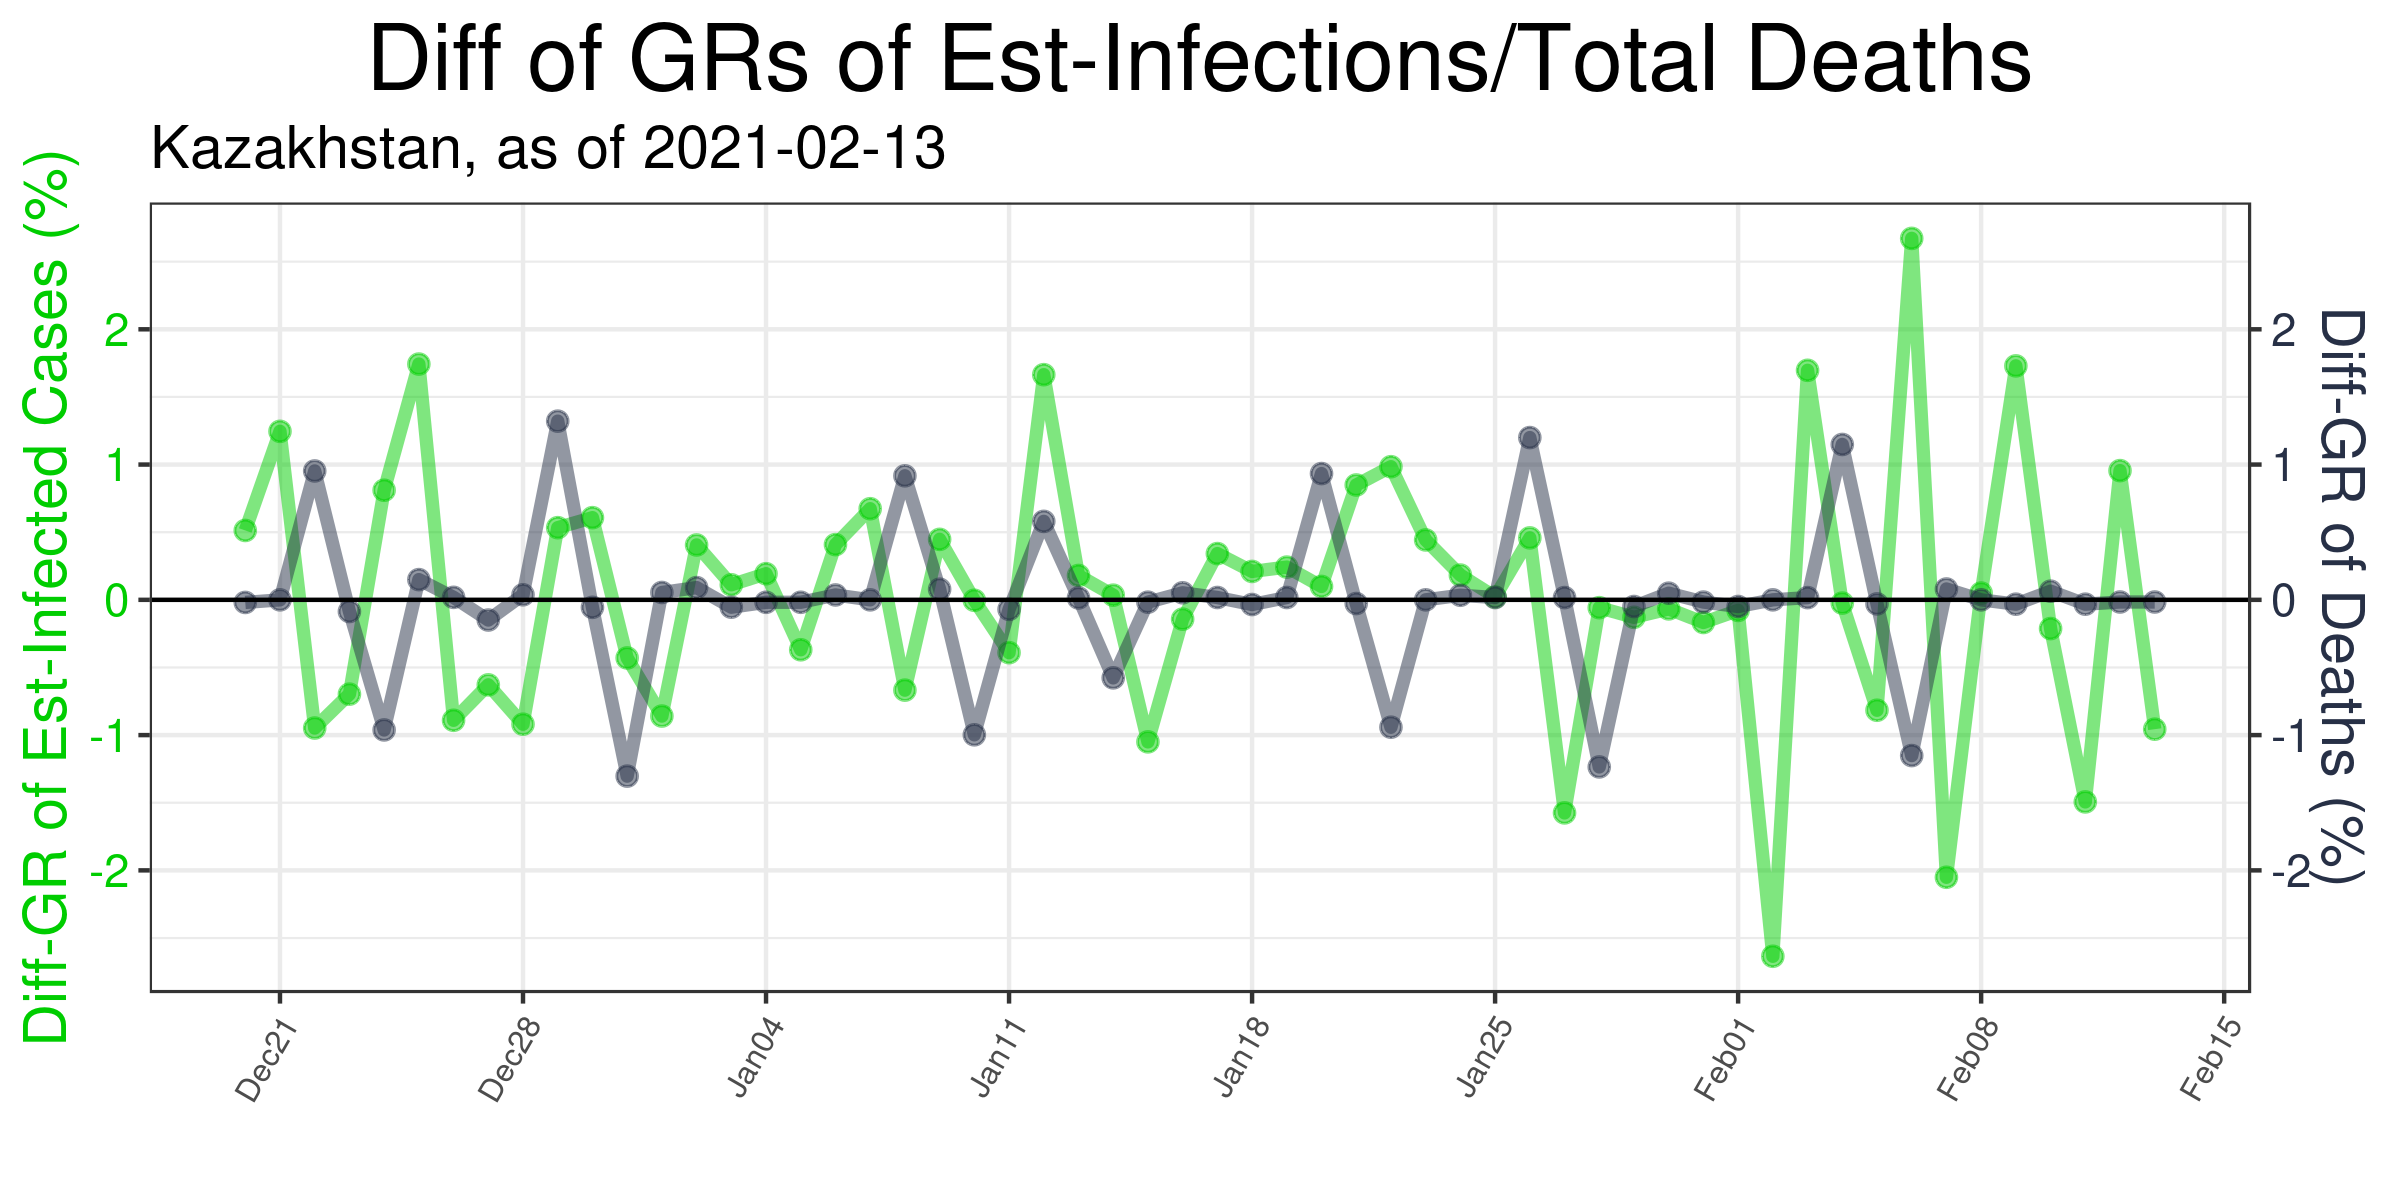 Diff of GRs of Est-Infections/Total Deaths
Kazakhstan, as of 2021-02-13
Diff-GR of Est-Infected Cases (%)
2
1
0
-1
-2
2
1
0
-1
-2
Diff-GR of Deaths (%)
Dec21
Dec28
Jan04
Jan11
Jan18
Jan25
Feb01
Feb08
Feb15